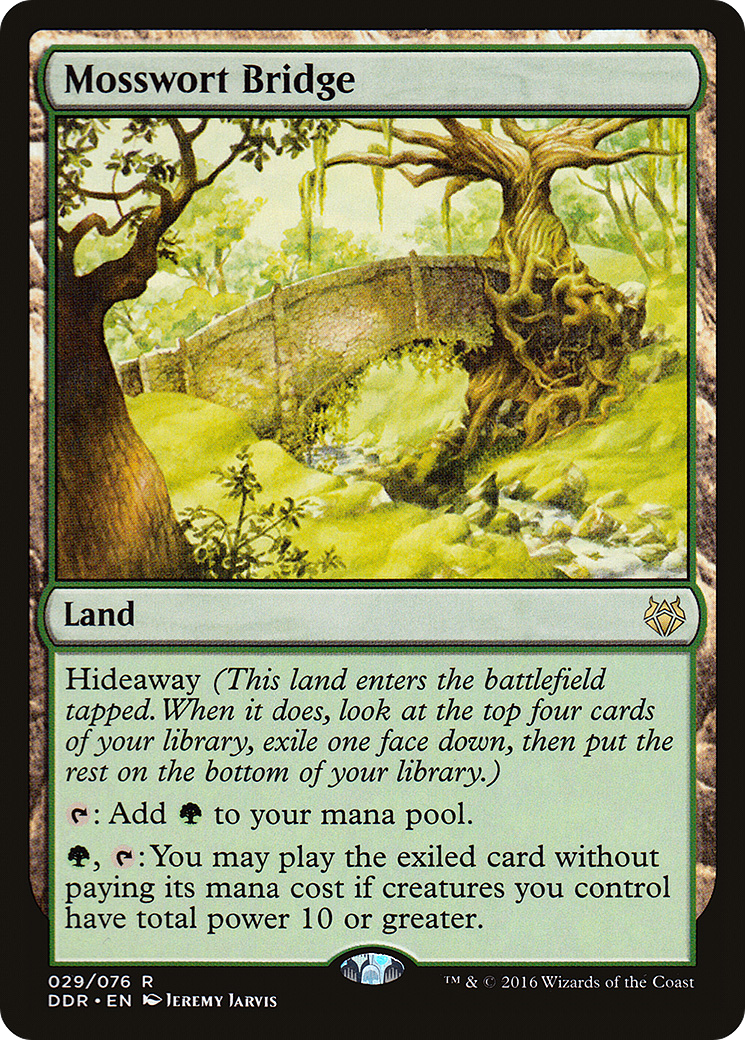 Mosswort Bridge
Land
Hideaway (This land enters the battlefield
tapped. When it does, look at the top four cards
of your library, exile one face down, then put the
rest on the bottom of your library.)
: Add to your mana pool.
, : You may play the exiled card without
paying its mana cost if creatures you control
have total power 10 or greater.
029/076 R
DDR • EN Jeremy Jarvis
™ & © 2016 Wizards of the Coast